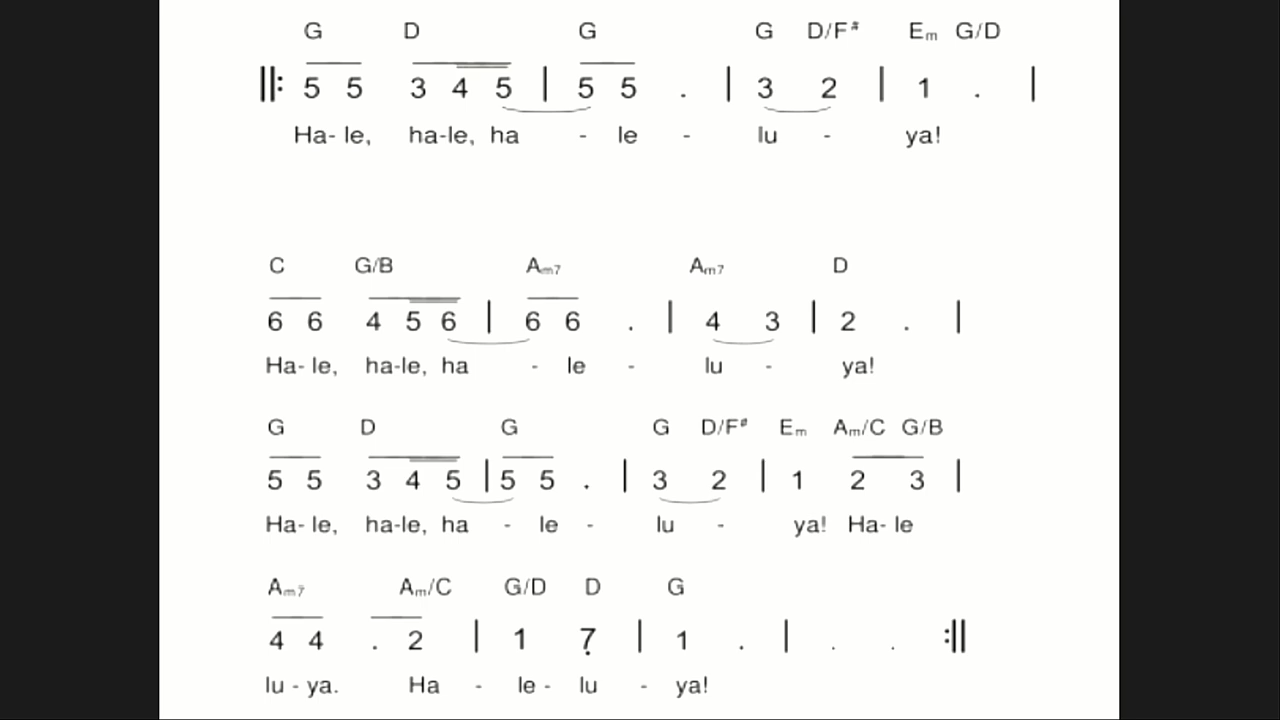 G D G G D/F# Em G/D
‖: 5 5 3 4 5 | 5 5 . | 3 2 | 1 . |
Ha- le, ha-le, ha - le - lu - ya!
C G/B Am7 Am7 D
6 6 4 5 6 | 6 6 . | 4 3 | 2 . |
Ha- le, ha-le, ha - le - lu - ya!
G D G G D/F# Em Am/C G/B
5 5 3 4 5 | 5 5 . | 3 2 | 1 2 3 |
Ha- le, ha-le, ha - le - lu - ya! Ha- le
Am7 Am/C G/D D G
4 4 . 2 | 1 7̣ | 1 . | . . :‖
lu - ya. Ha - le - lu - ya!